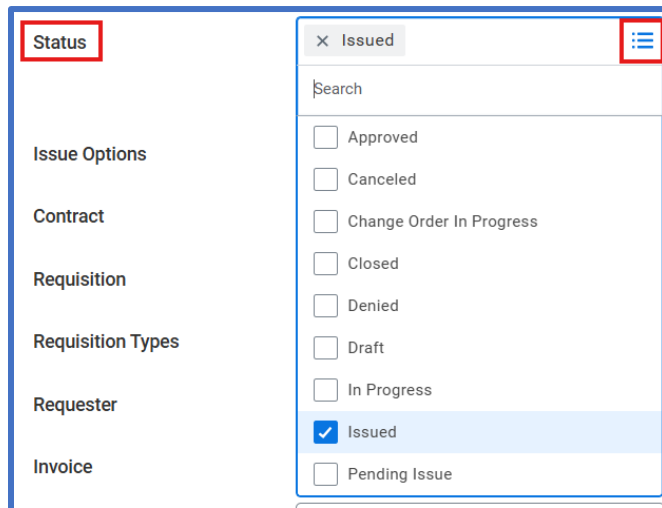 Status
Issued
Search
Approved
Issue Options
Canceled
Contract
Change Order In Progress
Closed
Requisition
Denied
Requisition Types
Draft
In Progress
Requester
Issued
Invoice
Pending Issue